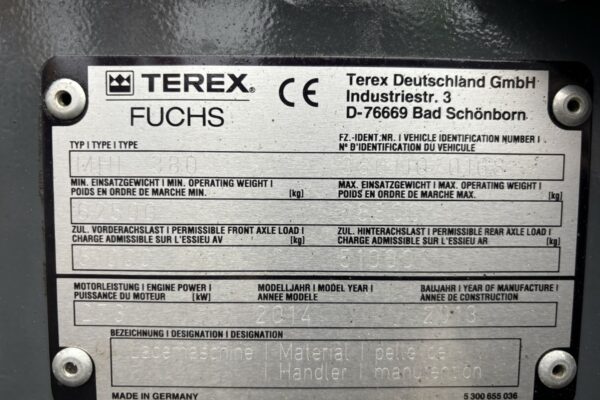 TEREX®
FUCHS
CE
Terex Deutschland GmbH
Industriestr. 3
D-76669 Bad Schönborn
TYP | TYPE | TYPE
FZ.-IDENT.NR. | VEHICLE IDENTIFICATION NUMBER |
N° D'IDENTIFICATION DU VEHICULE
MHL 380
MIN. EINSATZGEWICHT | MIN. OPERATING WEIGHT |
POIDS EN ORDRE DE MARCHE MIN. [kg]
MAX. EINSATZGEWICHT | MAX. OPERATING WEIGHT |
POIDS EN ORDRE DE MARCHE MAX. [kg]
ZUL. VORDERACHSLAST | PERMISSIBLE FRONT AXLE LOAD |
CHARGE ADMISSIBLE SUR L'ESSIEU AV [kg]
ZUL. HINTERACHSLAST | PERMISSIBLE REAR AXLE LOAD |
CHARGE ADMISSIBLE SUR L'ESSIEU AR [kg]
MOTORLEISTUNG | ENGINE POWER |
PUISSANCE DU MOTEUR [kW]
MODELLJAHR | MODEL YEAR |
ANNEE MODELE
BAUJAHR | YEAR OF MANUFACTURE |
ANNEE DE CONSTRUCTION
2014
2013
BEZEICHNUNG | DESIGNATION | DESIGNATION
Lademaschine | Material | pelle de
| Handler | manutention
MADE IN GERMANY
5 300 655 036